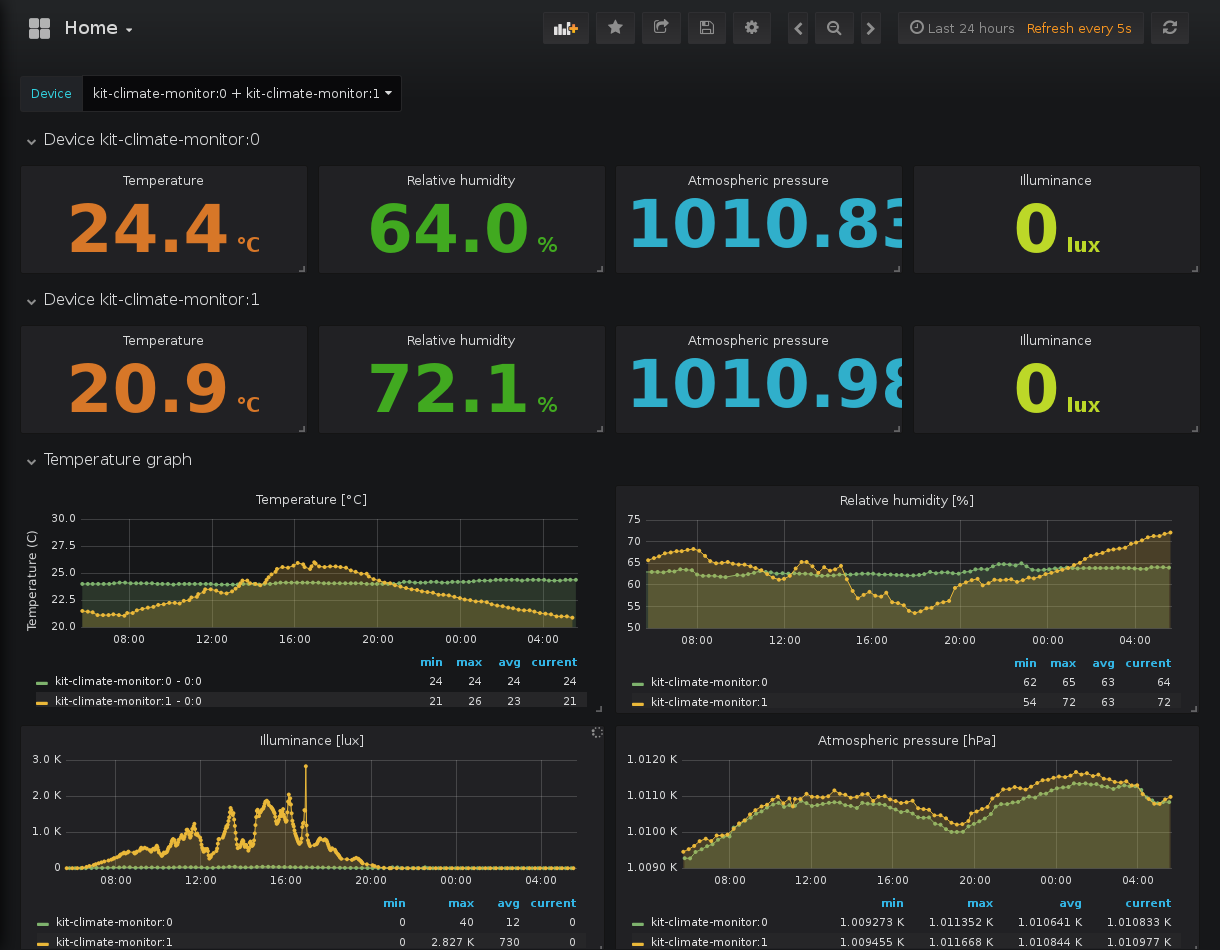 Home
Last 24 hours Refresh every 5s
Device kit-climate-monitor:0 + kit-climate-monitor:1
Device kit-climate-monitor:0
Temperature Relative humidity Atmospheric pressure Illuminance
24.4 °C 64.0 % 1010.83 0 lux
Device kit-climate-monitor:1
Temperature Relative humidity Atmospheric pressure Illuminance
20.9 °C 72.1 % 1010.98 0 lux
Temperature graph
Temperature [°C]
Temperature (C)
30.0
27.5
25.0
22.5
20.0
08:00 12:00 16:00 20:00 00:00 04:00
min max avg current
kit-climate-monitor:0 - 0:0 24 24 24 24
kit-climate-monitor:1 - 0:0 21 26 23 21
Relative humidity [%]
75
70
65
60
55
50
08:00 12:00 16:00 20:00 00:00 04:00
min max avg current
kit-climate-monitor:0 62 65 63 64
kit-climate-monitor:1 54 72 63 72
Illuminance [lux]
3.0 K
2.0 K
1.0 K
0
08:00 12:00 16:00 20:00 00:00 04:00
min max avg current
kit-climate-monitor:0 0 40 12 0
kit-climate-monitor:1 0 2.827 K 730 0
Atmospheric pressure [hPa]
1.0120 K
1.0110 K
1.0100 K
1.0090 K
08:00 12:00 16:00 20:00 00:00 04:00
min max avg current
kit-climate-monitor:0 1.009273 K 1.011352 K 1.010641 K 1.010833 K
kit-climate-monitor:1 1.009455 K 1.011668 K 1.010844 K 1.010977 K